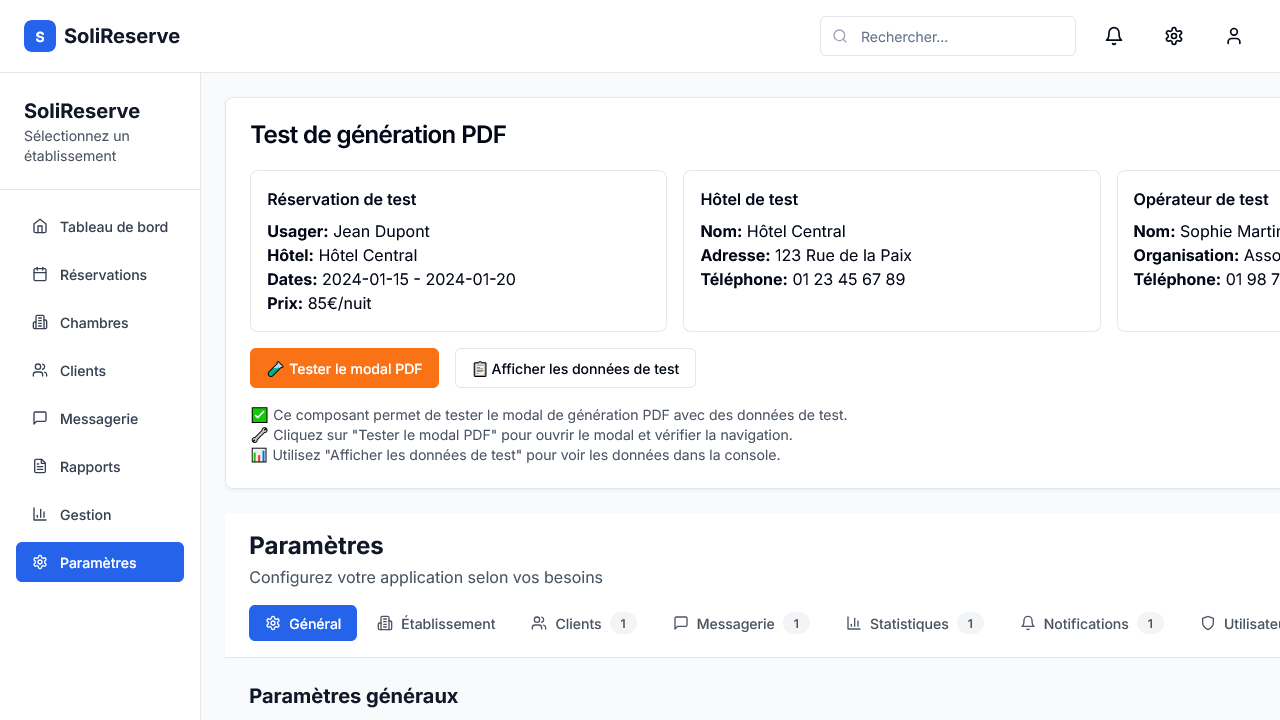 S SoliReserve
Rechercher...
SoliReserve
Sélectionnez un
établissement
Tableau de bord
Réservations
Chambres
Clients
Messagerie
Rapports
Gestion
Paramètres
Test de génération PDF
Réservation de test
Usager: Jean Dupont
Hôtel: Hôtel Central
Dates: 2024-01-15 - 2024-01-20
Prix: 85€/nuit
Hôtel de test
Nom: Hôtel Central
Adresse: 123 Rue de la Paix
Téléphone: 01 23 45 67 89
Opérateur de test
Nom: Sophie
Organisation:
Téléphone: 01 98
🧪 Tester le modal PDF
📋 Afficher les données de test
✅ Ce composant permet de tester le modal de génération PDF avec des données de test.
🔗 Cliquez sur "Tester le modal PDF" pour ouvrir le modal et vérifier la navigation.
📊 Utilisez "Afficher les données de test" pour voir les données dans la console.
Paramètres
Configurez votre application selon vos besoins
Général
Établissement
Clients 1
Messagerie 1
Statistiques 1
Notifications 1
Paramètres généraux